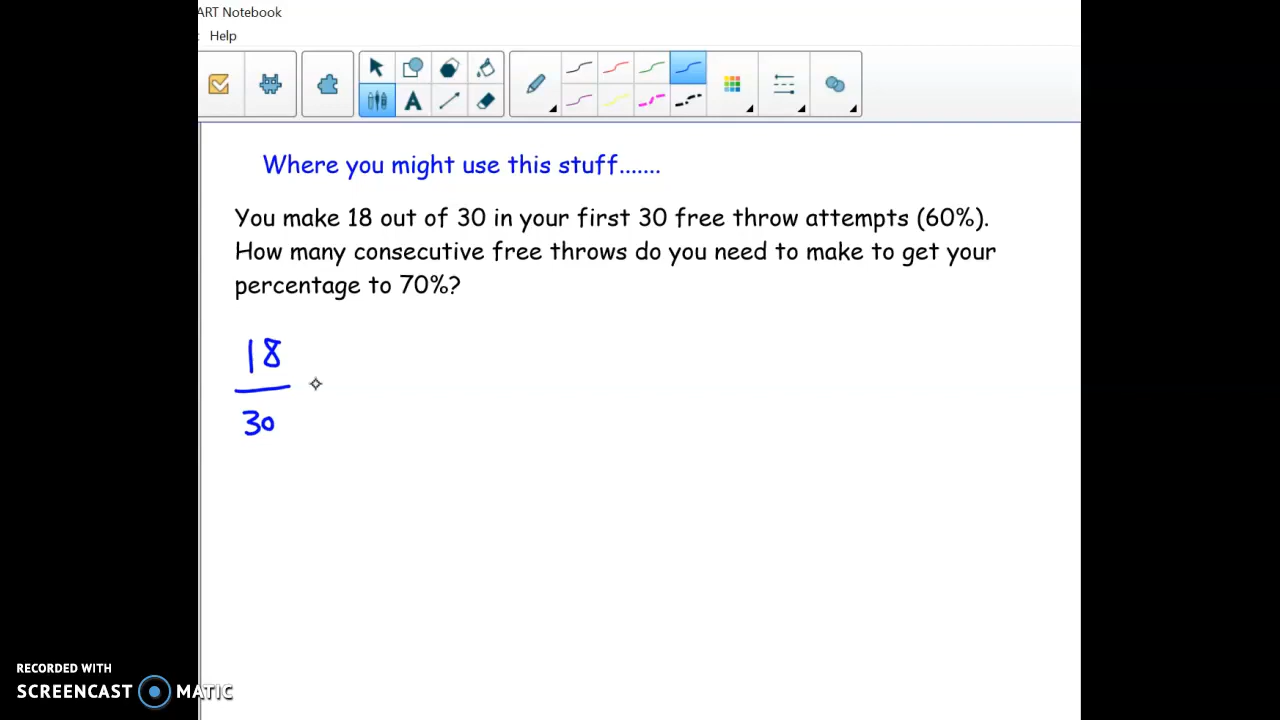 ART Notebook
Help
Where you might use this stuff.......
You make 18 out of 30 in your first 30 free throw attempts (60%).
How many consecutive free throws do you need to make to get your
percentage to 70%?
18
30
RECORDED WITH
SCREENCAST MATIC